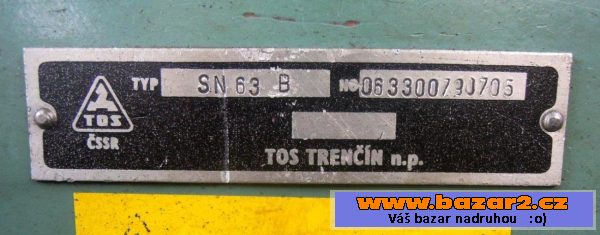 TYP SN 63 B NO 063300790705
TOS
ČSSR
TOS TRENČÍN n.p.
www.bazar2.cz
Váš bazar nadruhou :o)